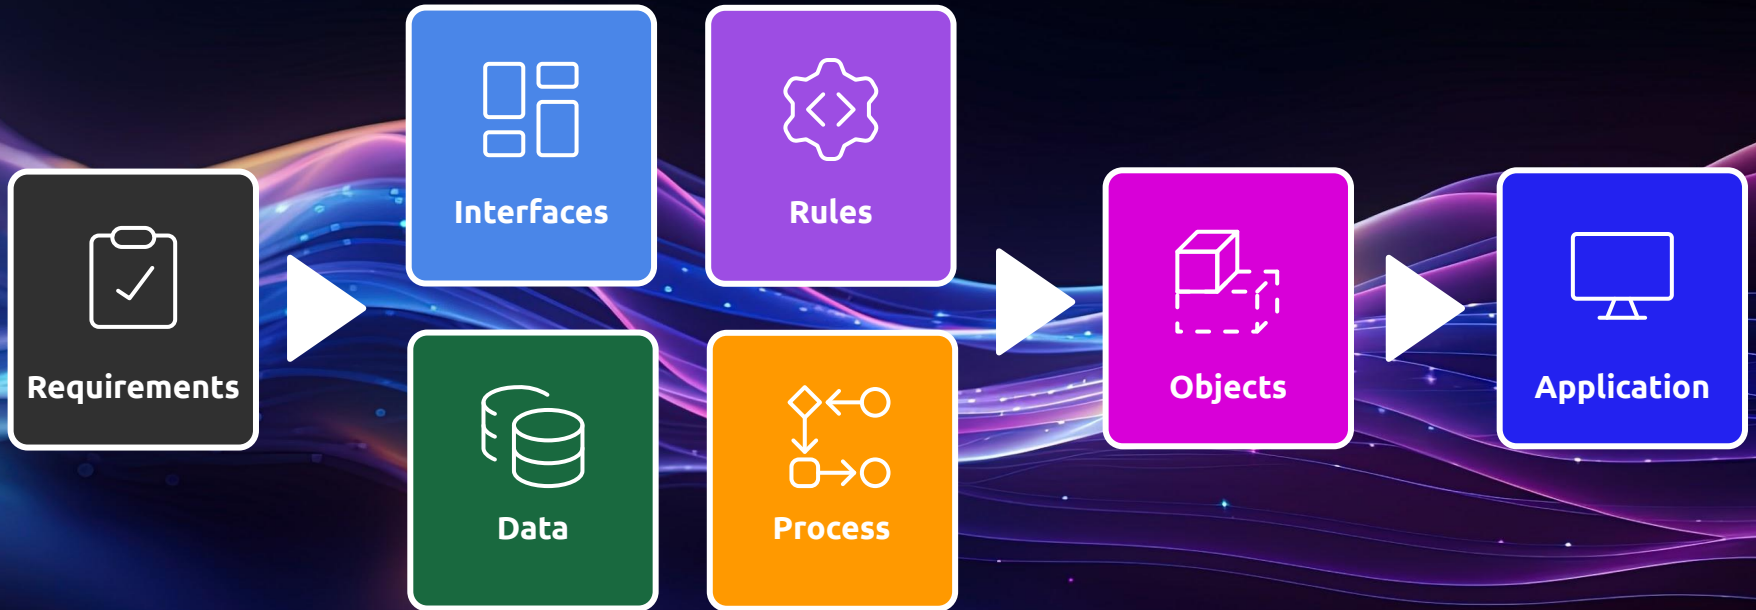 Requirements
Interfaces
Rules
Data
Process
Objects
Application